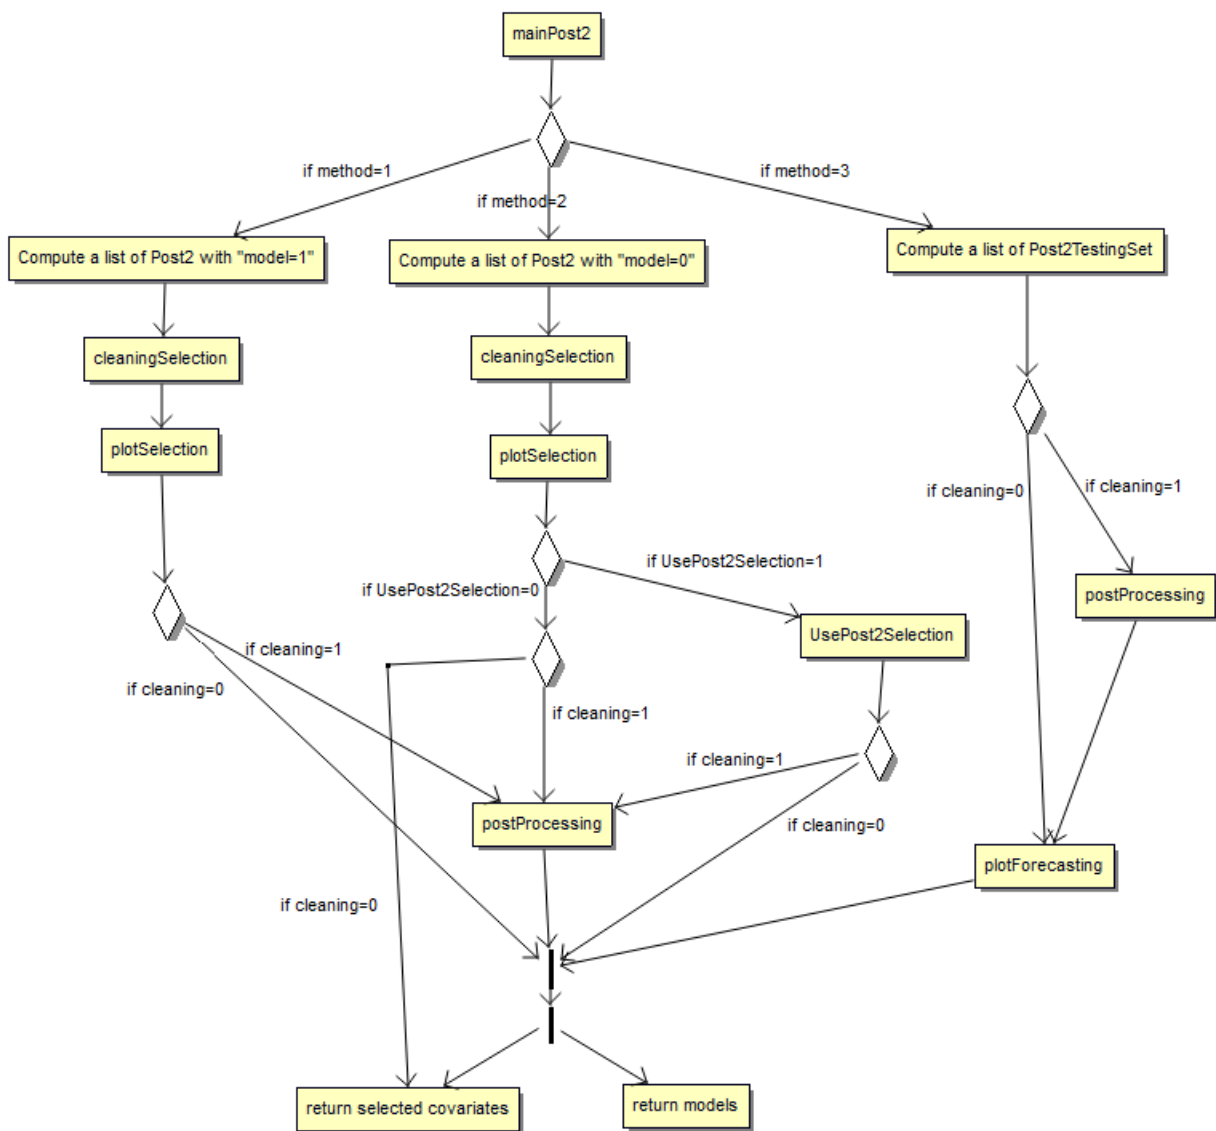 mainPost2
if method=1
if method=2
if method=3
Compute a list of Post2 with "model=1"
Compute a list of Post2 with "model=0"
Compute a list of Post2TestingSet
cleaningSelection
cleaningSelection
plotSelection
plotSelection
if cleaning=0
if cleaning=1
if UsePost2Selection=0
if UsePost2Selection=1
postProcessing
UsePost2Selection
if cleaning=1
if cleaning=0
if cleaning=1
if cleaning=1
if cleaning=0
postProcessing
plotForecasting
if cleaning=0
return selected covariates
return models